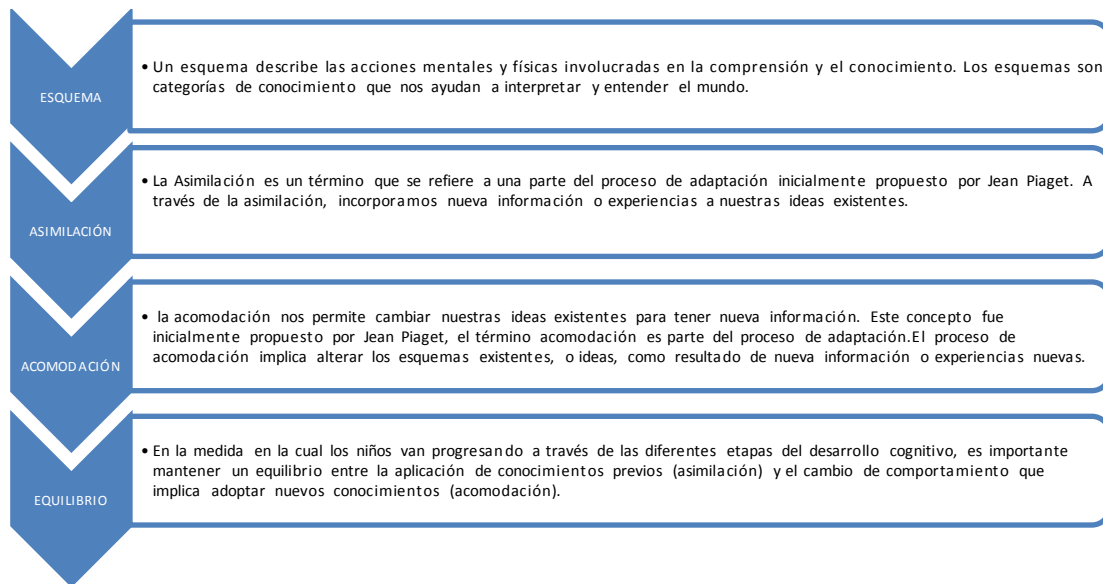 ESQUEMA
• Un esquema describe las acciones mentales y físicas involucradas en la comprensión y el conocimiento. Los esquemas son
categorías de conocimiento que nos ayudan a interpretar y entender el mundo.
ASIMILACIÓN
• La Asimilación es un término que se refiere a una parte del proceso de adaptación inicialmente propuesto por Jean Piaget. A
través de la asimilación, incorporamos nueva información o experiencias a nuestras ideas existentes.
ACOMODACIÓN
• la acomodación nos permite cambiar nuestras ideas existentes para tener nueva información. Este concepto fue
inicialmente propuesto por Jean Piaget, el término acomodación es parte del proceso de adaptación.El proceso de
acomodación implica alterar los esquemas existentes, o ideas, como resultado de nueva información o experiencias nuevas.
EQUILIBRIO
• En la medida en la cual los niños van progresando a través de las diferentes etapas del desarrollo cognitivo, es importante
mantener un equilibrio entre la aplicación de conocimientos previos (asimilación) y el cambio de comportamiento que
implica adoptar nuevos conocimientos (acomodación).